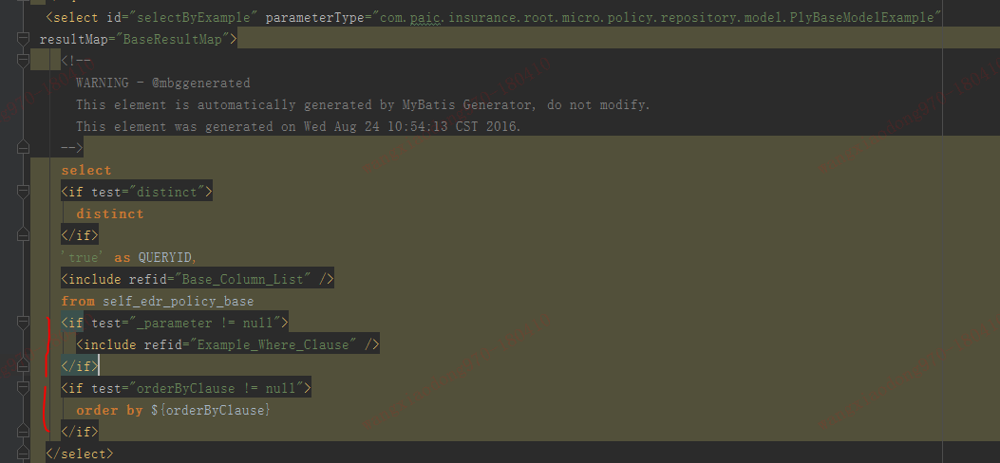 <select id="selectByExample" parameterType="com.paic.insurance.root.micro.policy.repository.model.PlyBaseModelExample"
resultMap="BaseResultMap">
<!--
WARNING - @mbggenerated
This element is automatically generated by MyBatis Generator, do not modify.
This element was generated on Wed Aug 24 10:54:13 CST 2016.
-->
select
<if test="distinct">
distinct
</if>
'true' as QUERYID,
<include refid="Base_Column_List" />
from self_edr_policy_base
<if test="_parameter != null">
<include refid="Example_Where_Clause" />
</if>
<if test="orderByClause != null">
order by ${orderByClause}
</if>
</select>